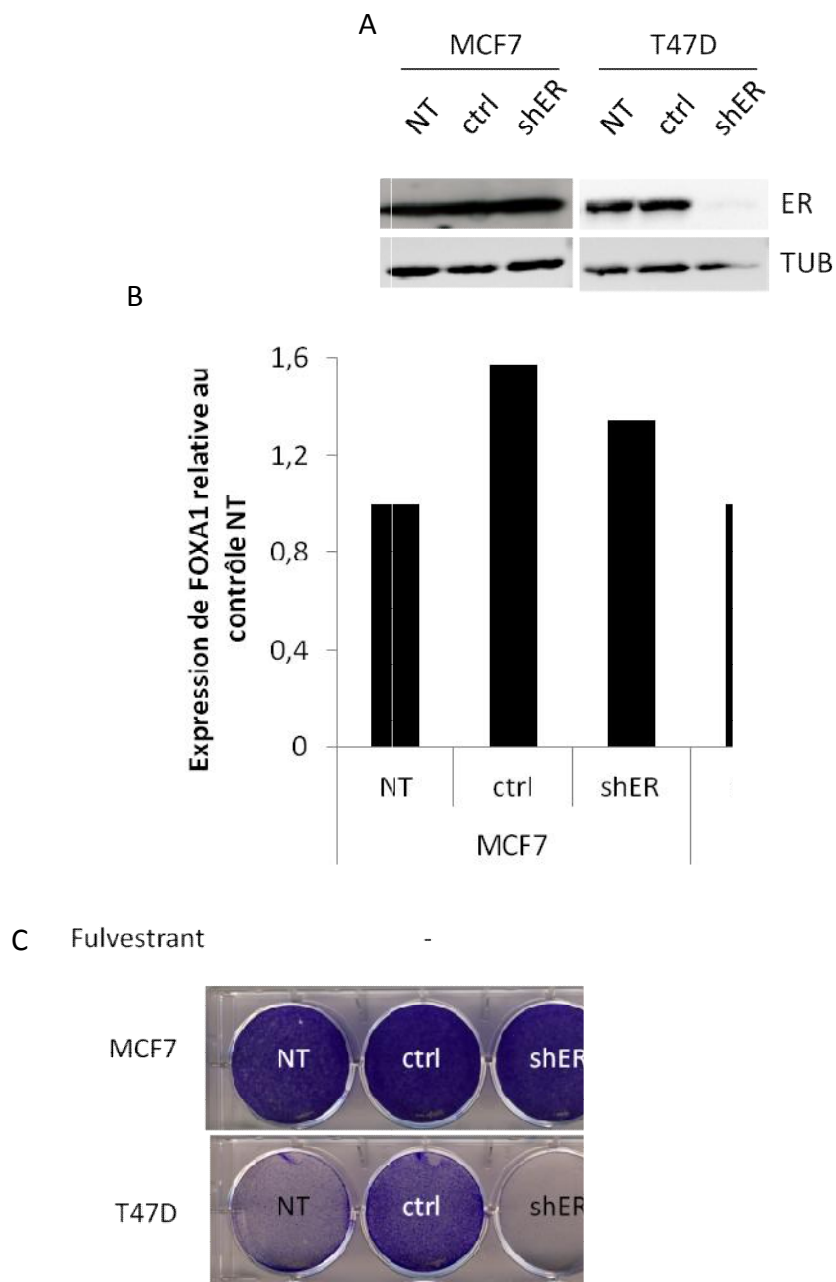 A
MCF7 T47D
NT ctrl shER NT ctrl shER
ER
TUB
B
Expression de FOXA1 relative au
contrôle NT
1,6
1,2
0,8
0,4
0
NT ctrl shER
MCF7
C Fulvestrant -
MCF7 NT ctrl shER
T47D NT ctrl shER